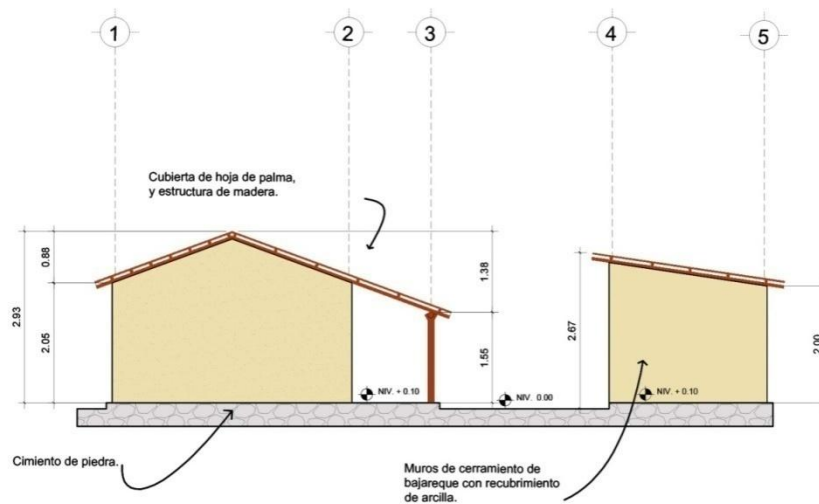 1
2
3
4
5
Cubierta de hoja de palma,
y estructura de madera.
0.88
2.93
2.05
1.38
1.55
2.67
2.00
NIV. + 0.10
NIV. 0.00
NIV. + 0.10
Cimiento de piedra.
Muros de cerramiento de
bajareque con recubrimiento
de arcilla.